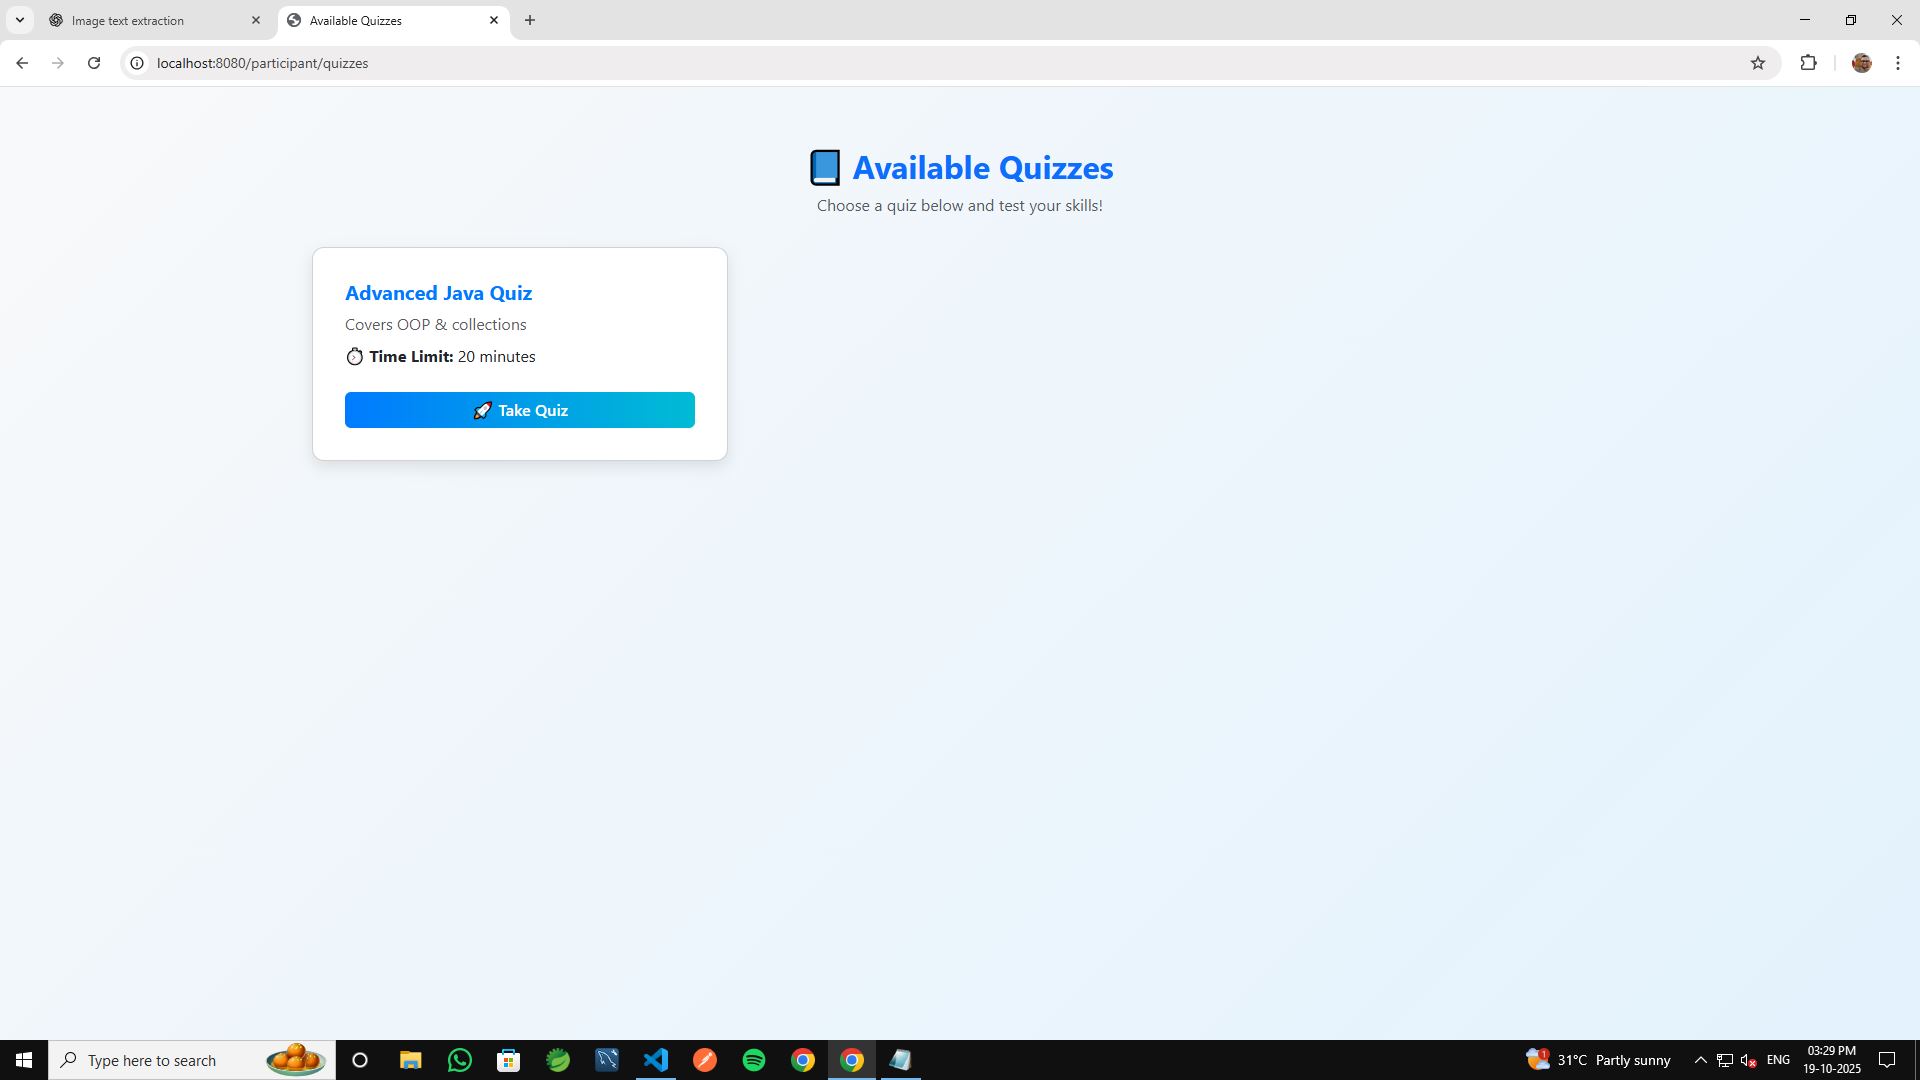 Image text extraction
Available Quizzes
localhost:8080/participant/quizzes
📘 Available Quizzes
Choose a quiz below and test your skills!
Advanced Java Quiz
Covers OOP & collections
⏱ Time Limit: 20 minutes
🚀 Take Quiz
Type here to search
1
31°C Partly sunny
ENG
03:29 PM
19-10-2025